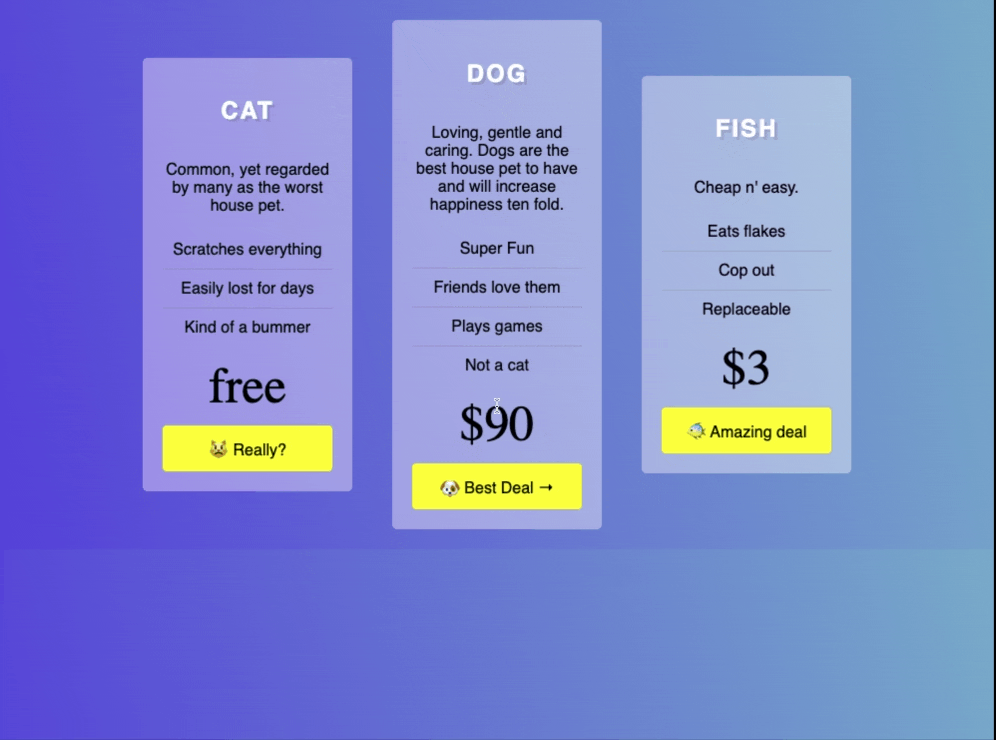 CAT
Common, yet regarded
by many as the worst
house pet.
Scratches everything
Easily lost for days
Kind of a bummer
free
😾 Really?
DOG
Loving, gentle and
caring. Dogs are the
best house pet to have
and will increase
happiness ten fold.
Super Fun
Friends love them
Plays games
Not a cat
$90
🐶 Best Deal →
FISH
Cheap n' easy.
Eats flakes
Cop out
Replaceable
$3
🐟 Amazing deal